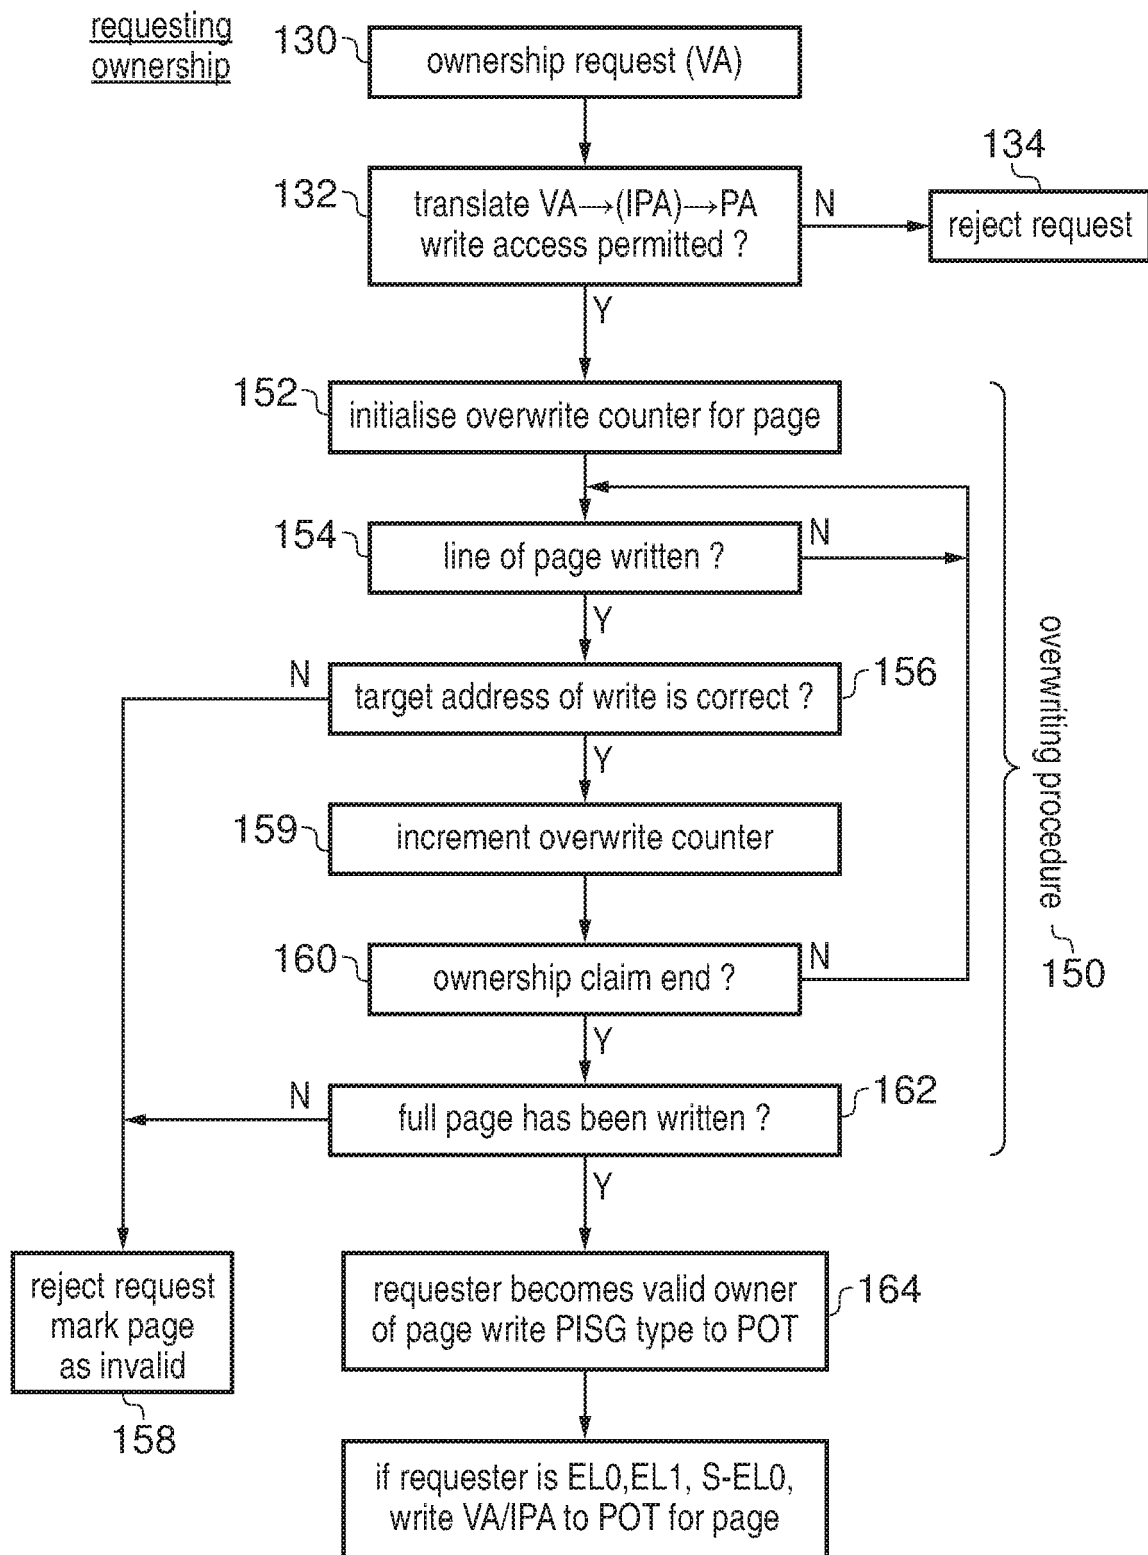 requesting
ownership
130
ownership request (VA)
134
132
translate VA→(IPA)→PA
write access permitted ?
N
reject request
Y
152
initialise overwrite counter for page
154
line of page written ?
N
Y
N
target address of write is correct ?
156
Y
overwriting procedure
150
159
increment overwrite counter
160
ownership claim end ?
N
Y
N
full page has been written ?
162
Y
reject request
mark page
as invalid
158
requester becomes valid owner
of page write PISG type to POT
164
if requester is EL0,EL1, S-EL0,
write VA/IPA to POT for page